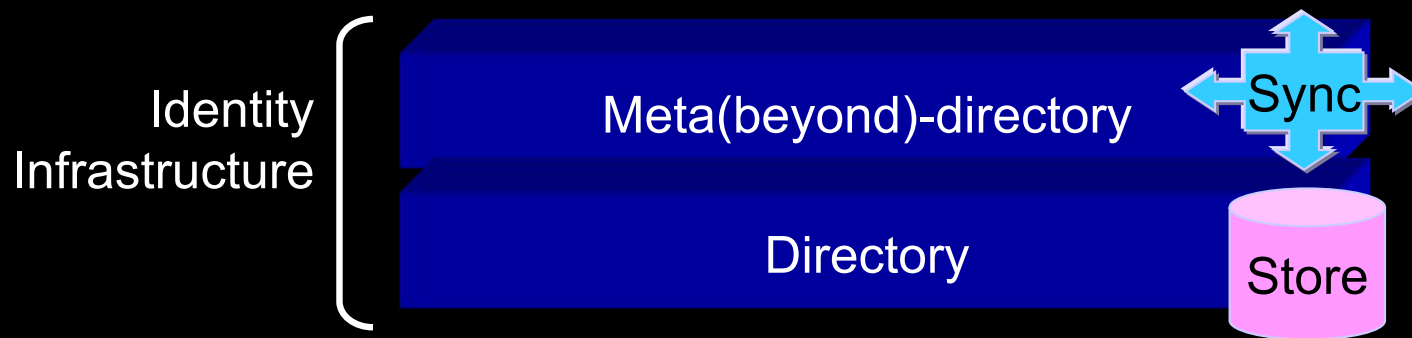 Identity
Infrastructure
Meta(beyond)-directory
Sync
Directory
Store